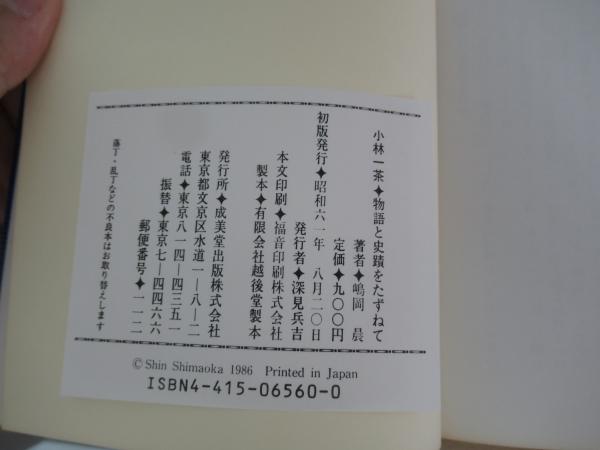 小林一茶◆物語と史蹟をたずねて
著者◆嶋岡 晨
定価◆九〇〇円
初版発行◆昭和六一年 八月二〇日
発行者◆深見兵吉
本文印刷◆福音印刷株式会社
製本◆有限会社越後堂製本
発行所◆成美堂出版株式会社
東京都文京区水道一―八―二
電話◆東京八一四―四三五一
振替◆東京七―四四六六
郵便番号◆一一二
落丁・乱丁などの不良本はお取り替えします
©Shin Shimaoka 1986 Printed in Japan
ISBN4-415-06560-0